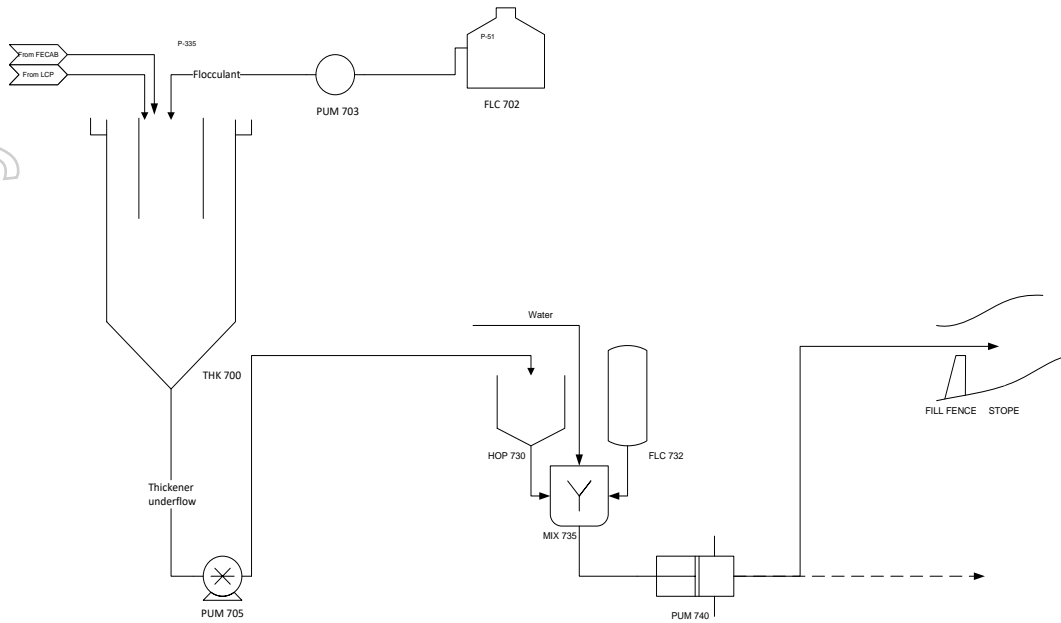 P-335
P-51
From FECAB
From LCP
Flocculant
PUM 703
FLC 702
Water
THK 700
FILL FENCE STOPE
HOP 730
FLC 732
Thickener
underflow
MIX 735
PUM 705
PUM 740